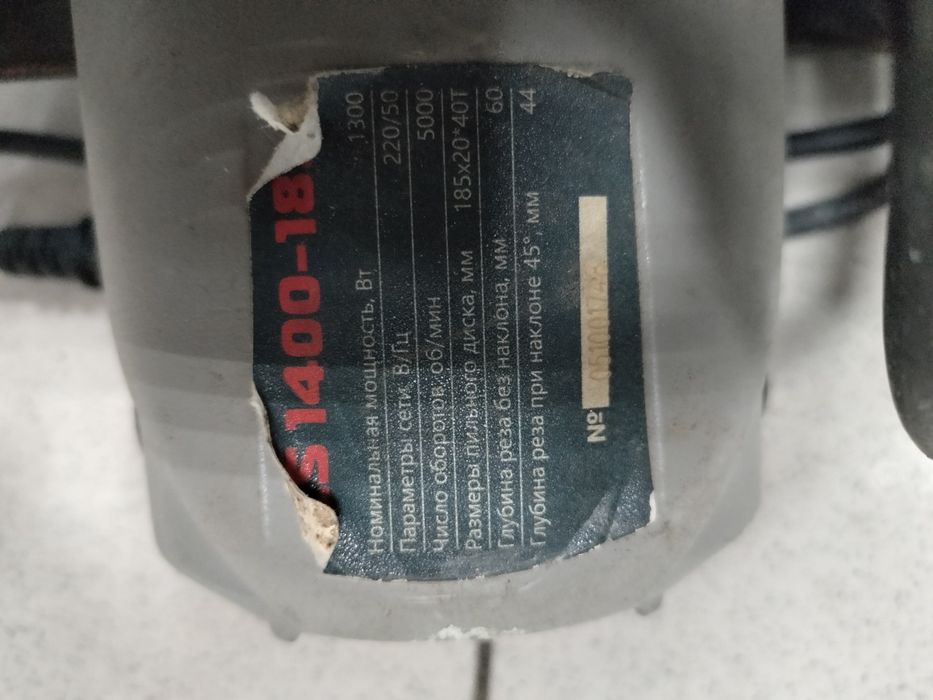 S1400-18
Номинальная мощность, Вт 1300
Параметры сети, В/Гц 220/50
Число оборотов, об/мин 5000
Размеры пильного диска, мм 185x20*40T
Глубина реза без наклона, мм 60
Глубина реза при наклоне 45°, мм 44
№